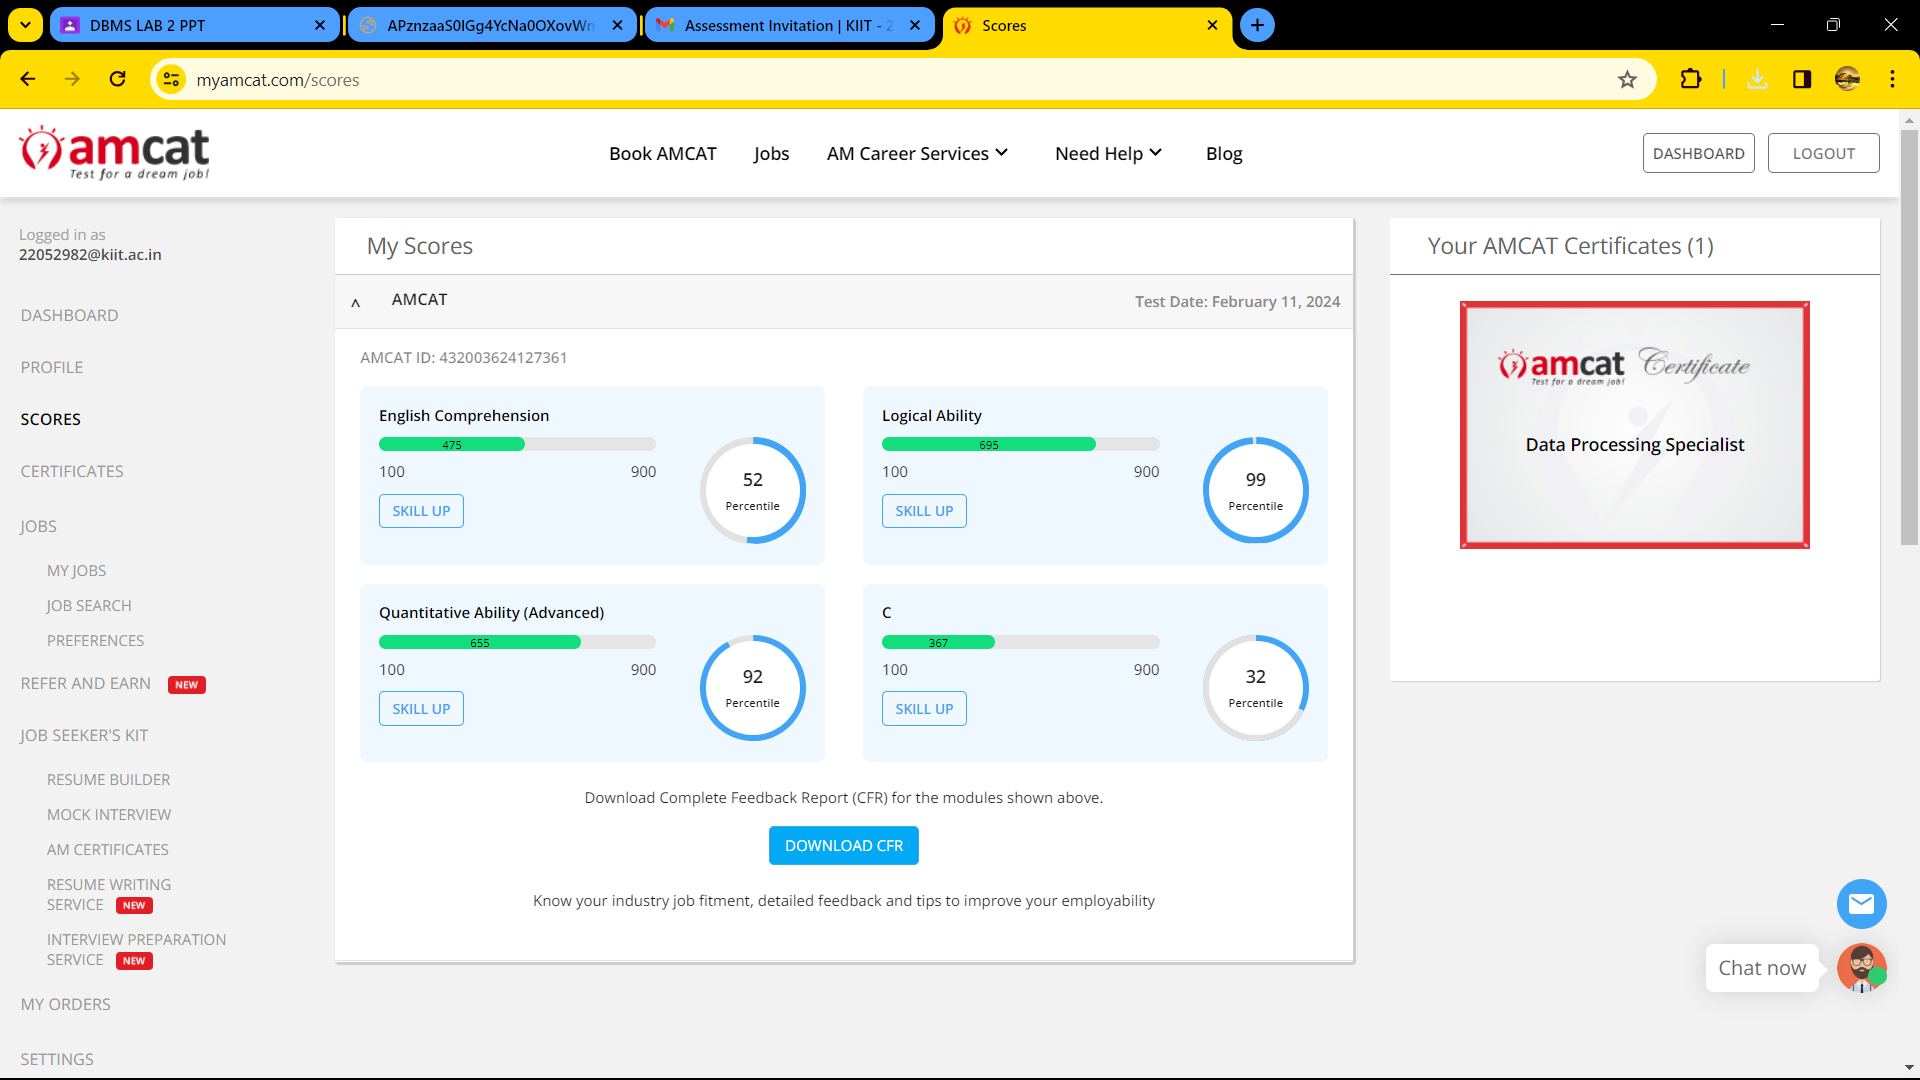 DBMS LAB 2 PPT
APznzaaS0IGg4YcNa0OXovWn
Assessment Invitation | KIIT - 2
Scores
myamcat.com/scores
amcat
Test for a dream job!
Book AMCAT
Jobs
AM Career Services
Need Help
Blog
DASHBOARD
LOGOUT
Logged in as
22052982@kiit.ac.in
DASHBOARD
PROFILE
SCORES
CERTIFICATES
JOBS
MY JOBS
JOB SEARCH
PREFERENCES
REFER AND EARN NEW
JOB SEEKER'S KIT
RESUME BUILDER
MOCK INTERVIEW
AM CERTIFICATES
RESUME WRITING
SERVICE NEW
INTERVIEW PREPARATION
SERVICE NEW
MY ORDERS
SETTINGS
My Scores
AMCAT
Test Date: February 11, 2024
AMCAT ID: 432003624127361
English Comprehension
475
100 900
SKILL UP
52
Percentile
Logical Ability
695
100 900
SKILL UP
99
Percentile
Quantitative Ability (Advanced)
655
100 900
SKILL UP
92
Percentile
C
367
100 900
SKILL UP
32
Percentile
Download Complete Feedback Report (CFR) for the modules shown above.
DOWNLOAD CFR
Know your industry job fitment, detailed feedback and tips to improve your employability
Your AMCAT Certificates (1)
amcat Certificate
Test for a dream job!
Data Processing Specialist
Chat now